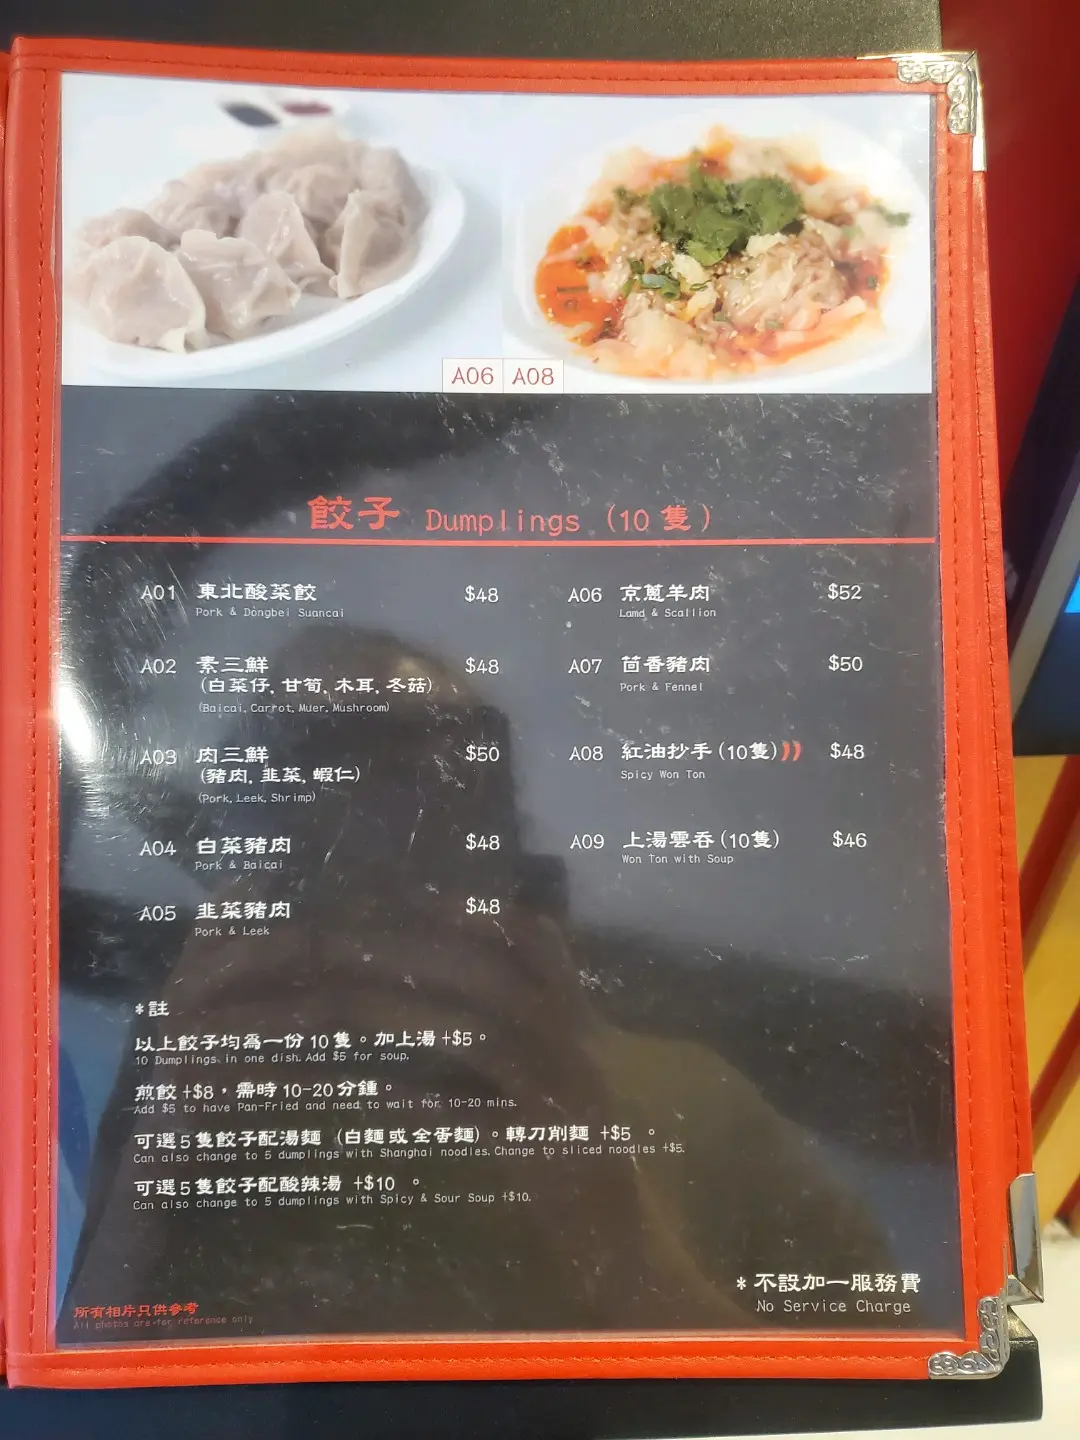 A06 A08
餃子 Dumplings (10 隻)
A01 東北酸菜餃 $48
Pork & Dongbei Suancai
A02 素三鮮 $48
(白菜仔, 甘筍, 木耳, 冬菇)
(Baicai, Carrot, Muer, Mushroom)
A03 肉三鮮 $50
(豬肉, 韭菜, 蝦仁)
(Pork, Leek, Shrimp)
A04 白菜豬肉 $48
Pork & Baicai
A05 韭菜豬肉 $48
Pork & Leek
A06 京蔥羊肉 $52
Lamd & Scallion
A07 茴香豬肉 $50
Pork & Fennel
A08 紅油抄手 (10隻) $48
Spicy Won Ton
A09 上湯雲吞 (10隻) $46
Won Ton with Soup
*註
以上餃子均為一份 10 隻。加上湯 +$5。
10 Dumplings in one dish. Add $5 for soup.
煎餃 +$8，需時 10-20 分鐘。
Add $5 to have Pan-Fried and need to wait for 10-20 mins.
可選 5 隻餃子配湯麵 (白麵 或 全蛋麵)。轉刀削麵 +$5 。
Can also change to 5 dumplings with Shanghai noodles. Change to sliced noodles +$5.
可選 5 隻餃子配酸辣湯 +$10 。
Can also change to 5 dumplings with Spicy & Sour Soup +$10.
* 不設加一服務費
No Service Charge
所有相片只供參考
All photos are for reference only